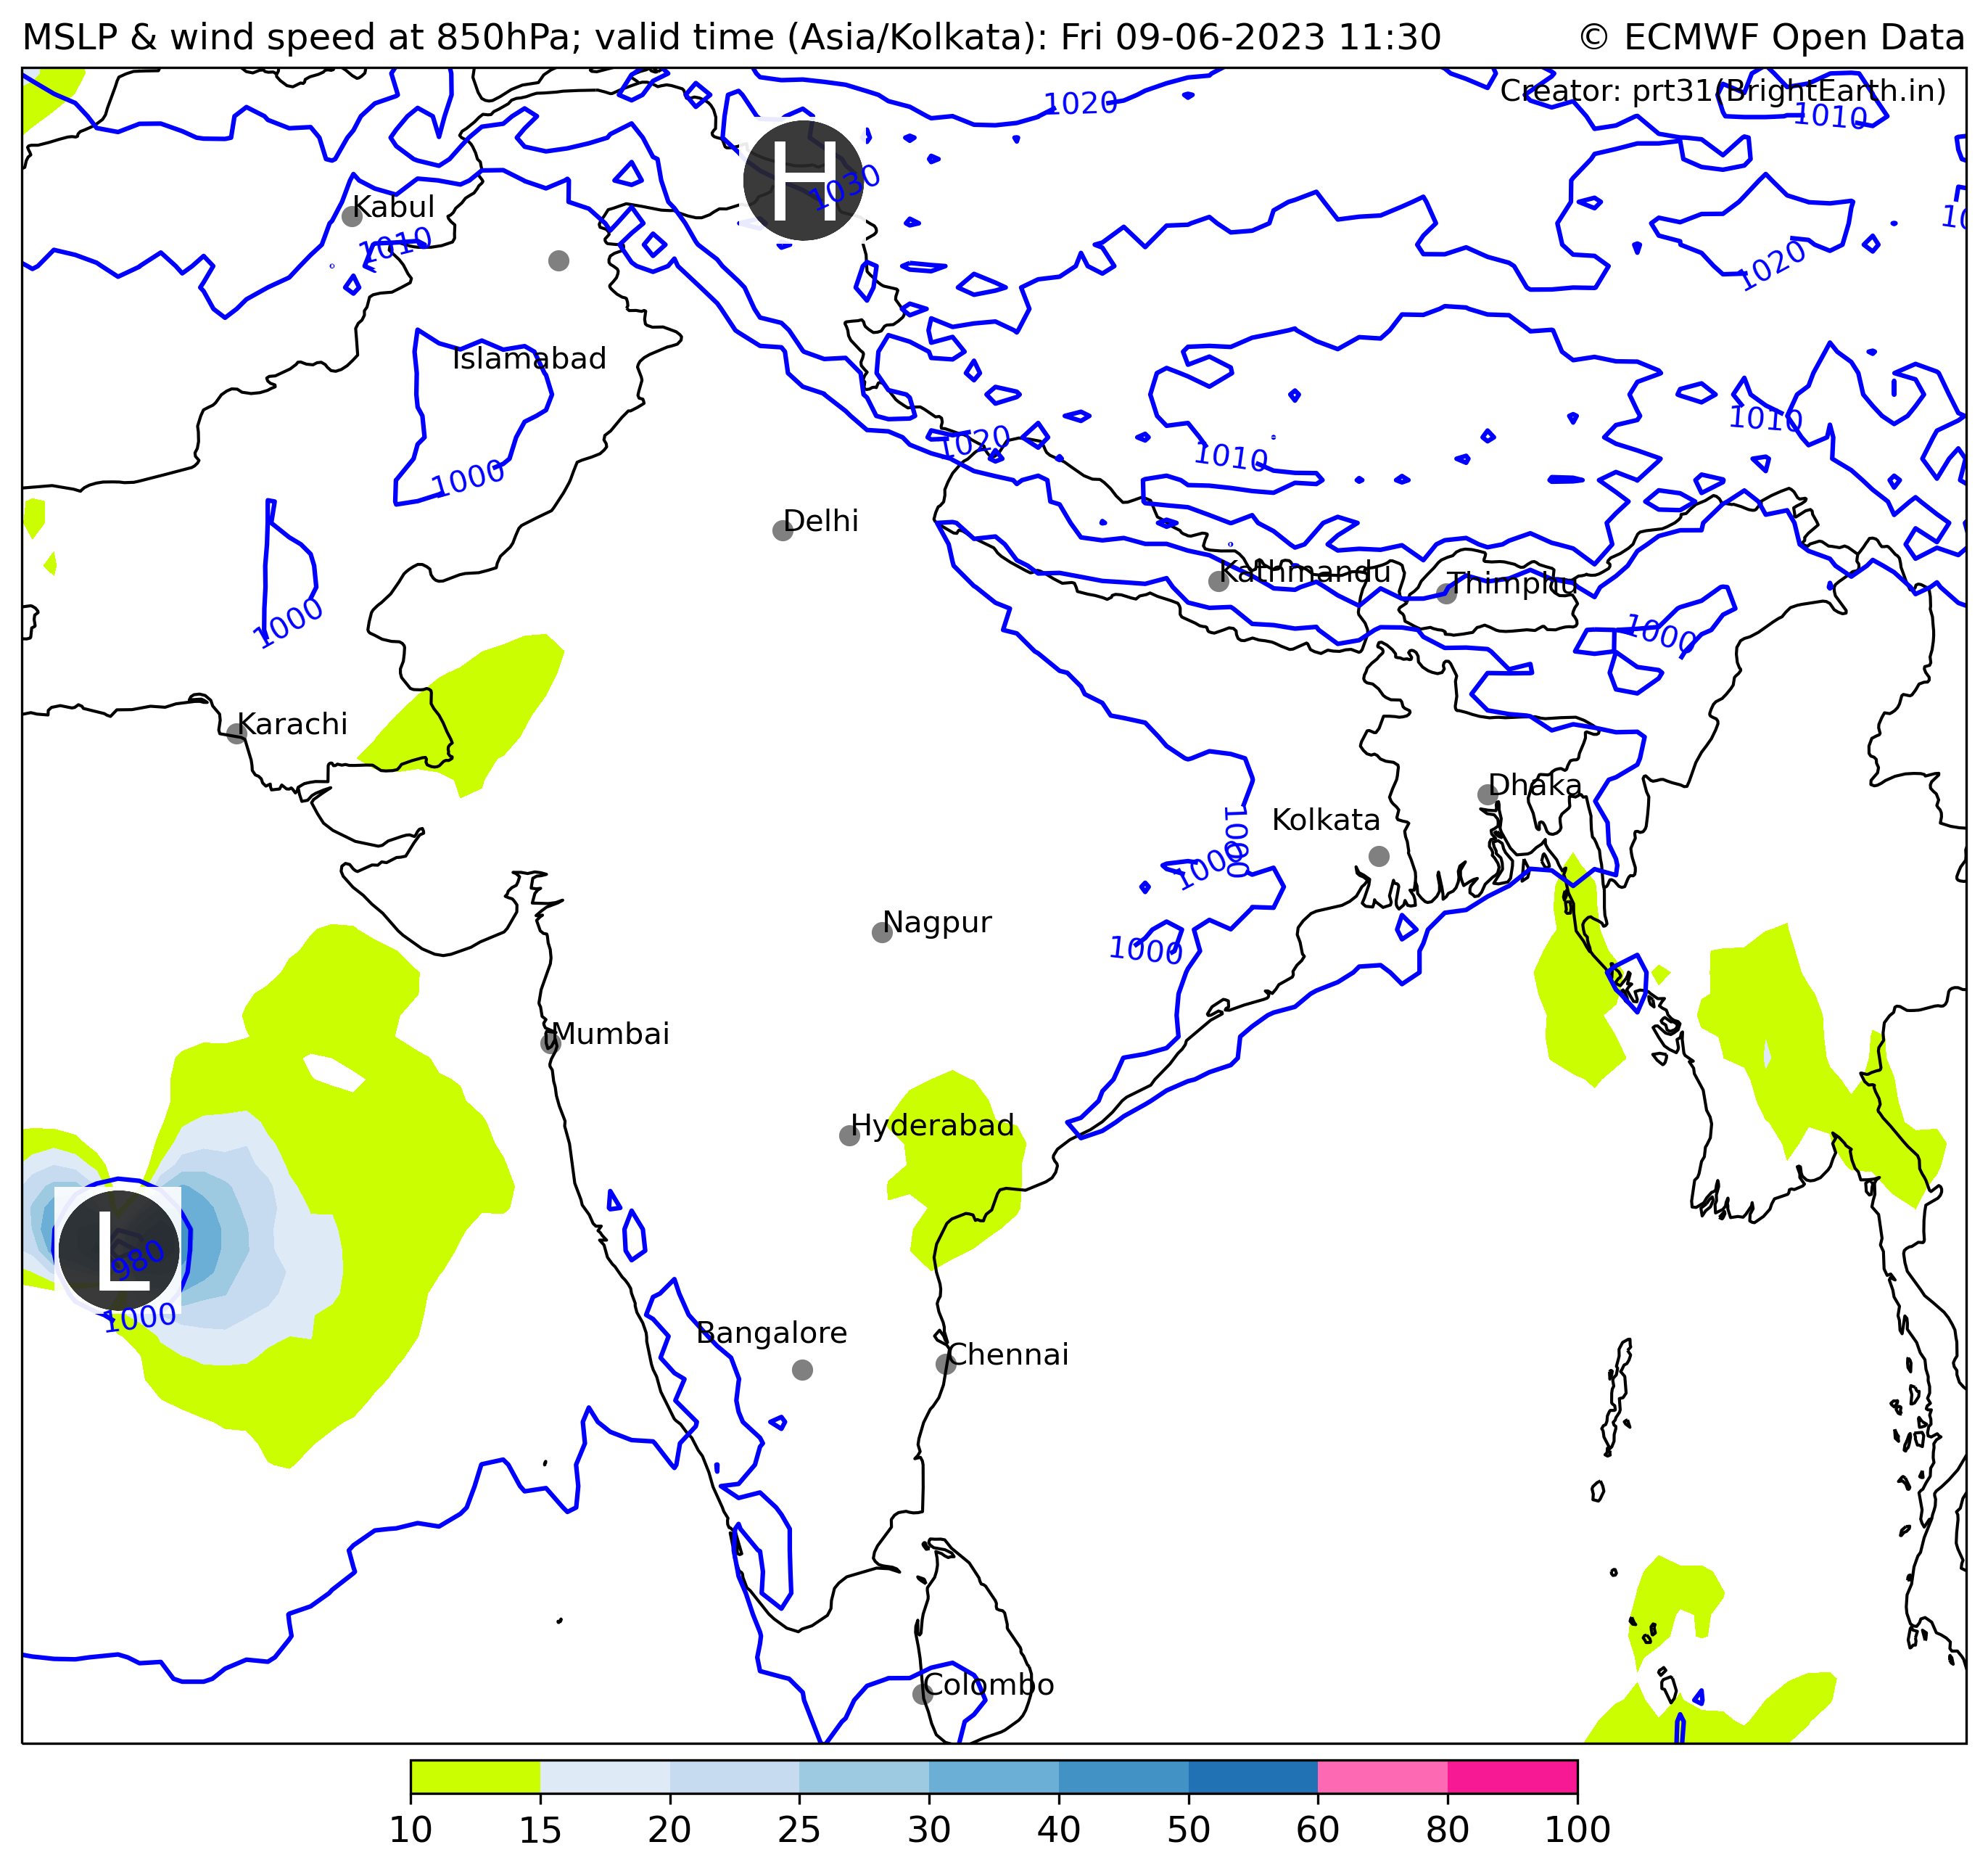 MSLP & wind speed at 850hPa; valid time (Asia/Kolkata): Fri 09-06-2023 11:30
© ECMWF Open Data
Creator: prt31(BrightEarth.in)
1020
1010
H
1030
Kabul
1010
1020
Islamabad
1010
1020
1010
1000
Delhi
Kathmandu
Thimphu
1000
1000
Karachi
Dhaka
Kolkata
1000
1000
Nagpur
1000
Mumbai
Hyderabad
L
980
1000
Bangalore
Chennai
Colombo
10 15 20 25 30 40 50 60 80 100